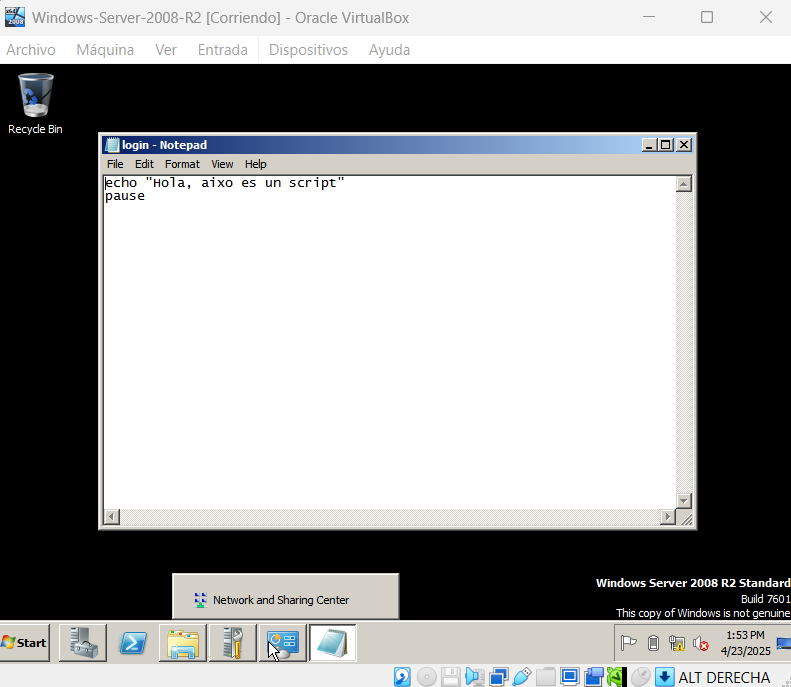 Windows-Server-2008-R2 [Corriendo] - Oracle VirtualBox
Archivo Máquina Ver Entrada Dispositivos Ayuda
Recycle Bin
login - Notepad
File Edit Format View Help
echo "Hola, aixo es un script"
pause
Network and Sharing Center
Windows Server 2008 R2 Standard
Build 7601
This copy of Windows is not genuine
Start
1:53 PM
4/23/2025
ALT DERECHA